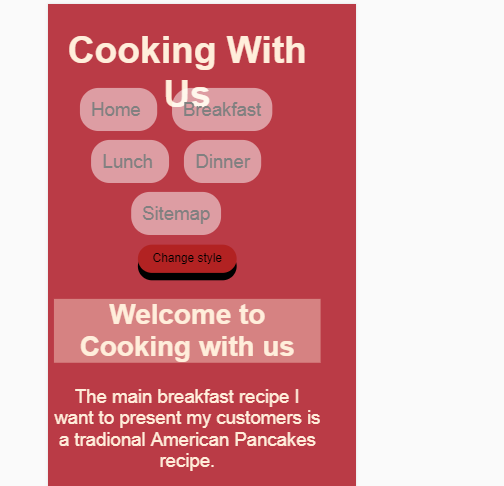 Cooking With
Us
Home Breakfast
Lunch Dinner
Sitemap
Change style
Welcome to
Cooking with us
The main breakfast recipe I
want to present my customers is
a tradional American Pancakes
recipe.